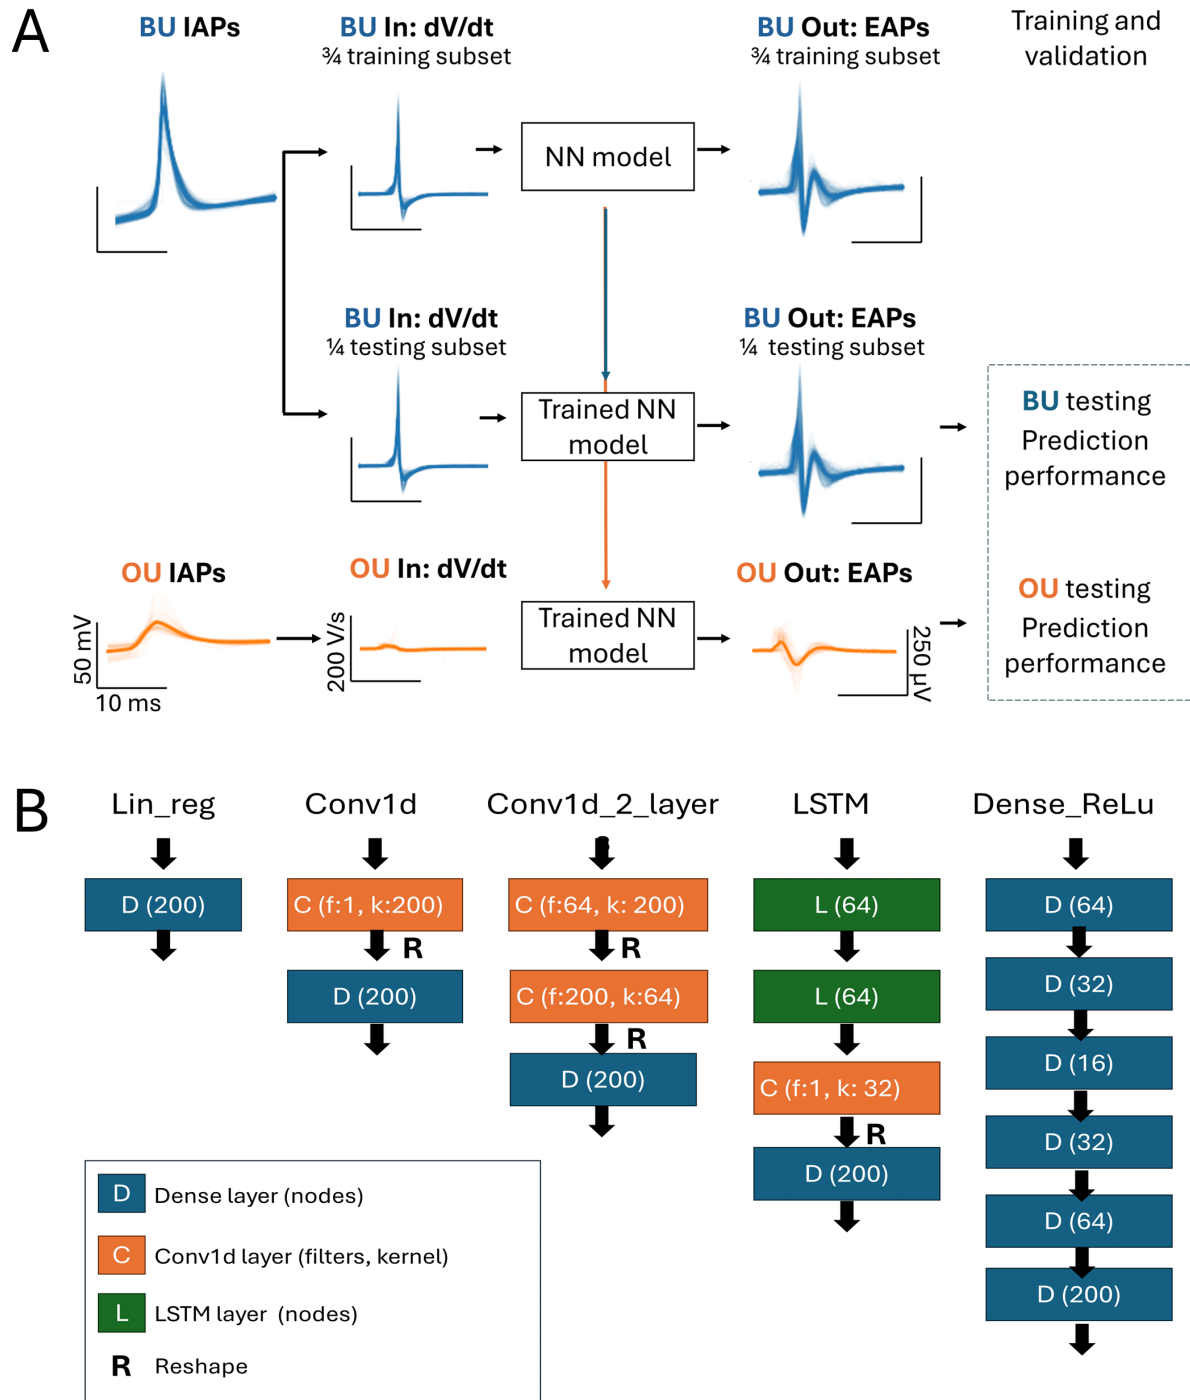 A
BU IAPs
BU In: dV/dt
¾ training subset
BU Out: EAPs
¾ training subset
Training and
validation
NN model
BU In: dV/dt
¼ testing subset
BU Out: EAPs
¼ testing subset
Trained NN
model
BU testing
Prediction
performance
OU IAPs
OU In: dV/dt
OU Out: EAPs
OU testing
Prediction
performance
50 mV
10 ms
200 V/s
Trained NN
model
250 µV
B
Lin_reg
Conv1d
Conv1d_2_layer
s
LSTM
Dense_ReLu
D (200)
C (f:1, k:200)
R
D (200)
C (f:64, k: 200)
R
C (f:200, k:64)
R
D (200)
L (64)
L (64)
C (f:1, k: 32)
R
D (200)
D (64)
D (32)
D (16)
D (32)
D (64)
D (200)
D Dense layer (nodes)
C Conv1d layer (filters, kernel)
L LSTM layer (nodes)
R Reshape